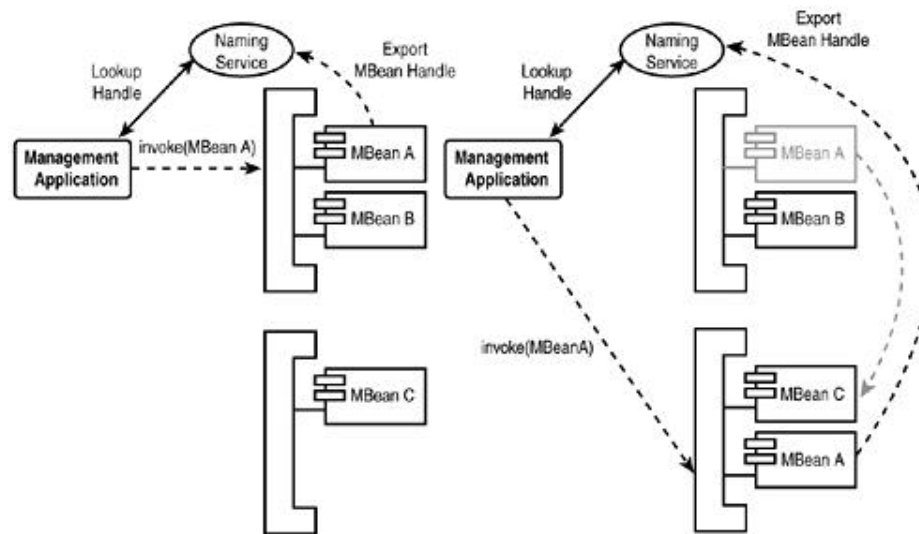 Naming
Service
Export
MBean Handle
Lookup
Handle
Management
Application
invoke(MBean A)
MBean A
MBean B
MBean C
Naming
Service
Export
MBean Handle
Lookup
Handle
Management
Application
MBean A
MBean B
invoke(MBeanA)
MBean C
MBean A